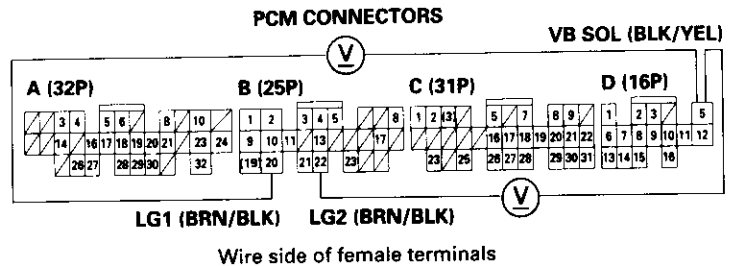 PCM CONNECTORS
VB SOL (BLK/YEL)
V
A (32P) B (25P) C (31P) D (16P)
3 4 5 6 8 10 1 2 3 4 5 8 1 2 (3) 5 7 8 9 1 2 3 5
14 16 17 18 19 20 21 23 24 9 10 11 13 17 16 17 18 19 20 21 22 6 7 8 9 10 11 12
26 27 28 29 30 32 (19) 20 21 22 23 23 25 26 27 28 29 30 31 13 14 15 16
V
LG1 (BRN/BLK) LG2 (BRN/BLK)
Wire side of female terminals